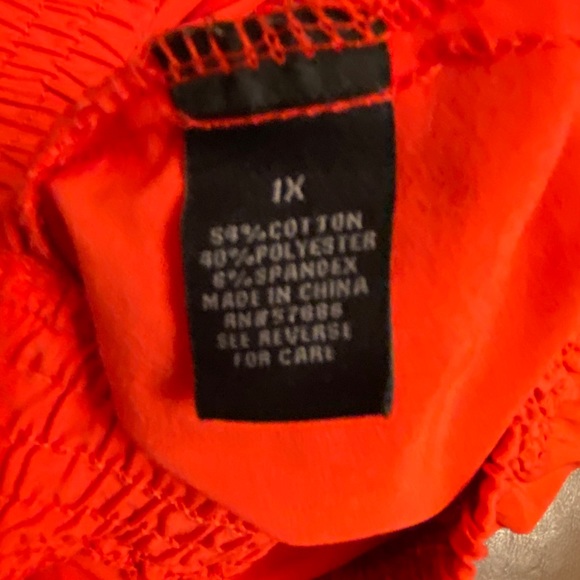 1X
54%COTTON
40%POLYESTER
6%SPANDEX
MADE IN CHINA
RN#57686
SEE REVERSE
FOR CARE